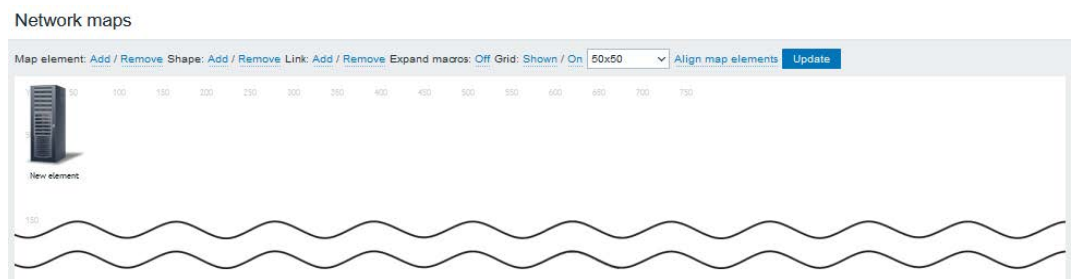 Network maps
Map element: Add / Remove Shape: Add / Remove Link: Add / Remove Expand macros: Off Grid: Shown / On 50x50 Align map elements Update
50 100 150 200 250 300 350 400 450 500 550 600 650 700 750
New element
150